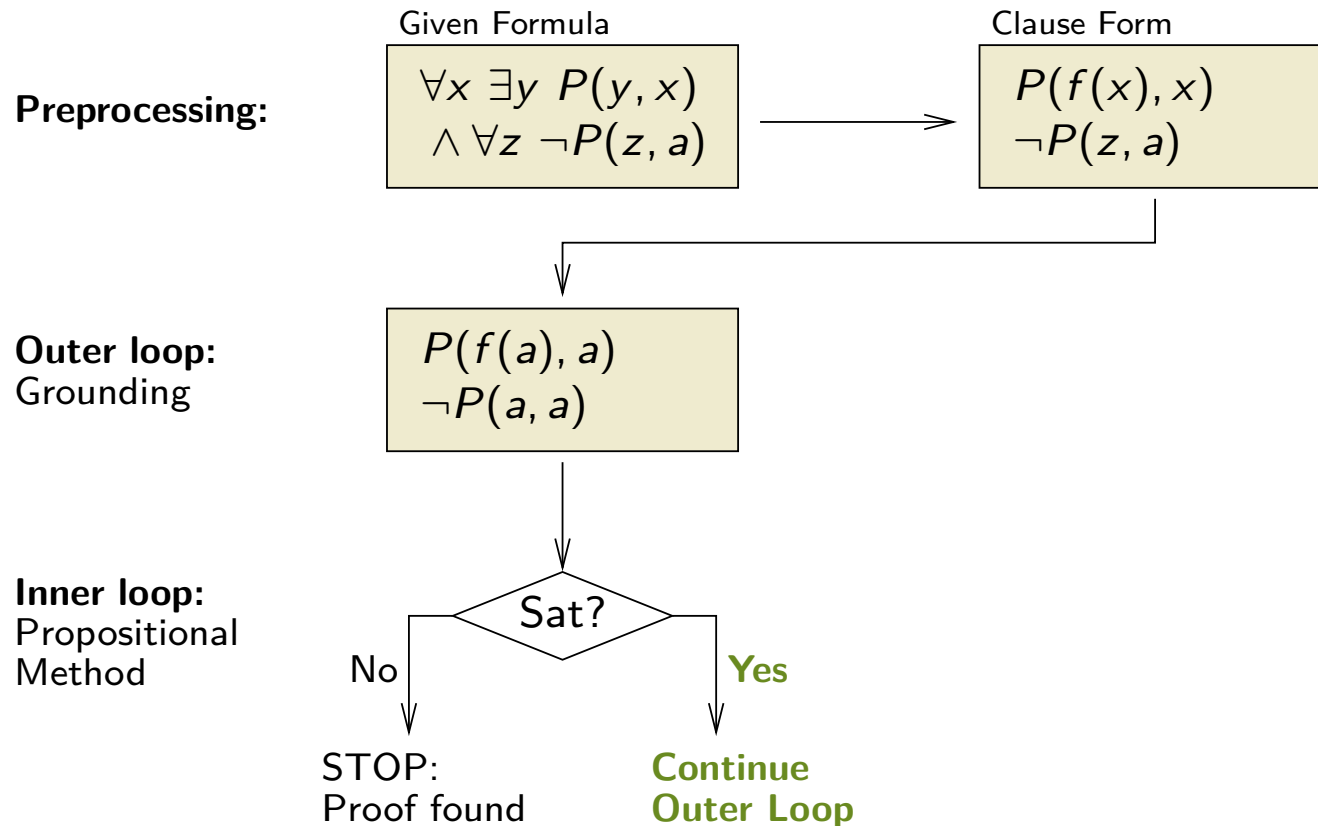 Given Formula
Clause Form
Preprocessing:
∀x ∃y P(y, x)
∧ ∀z ¬P(z, a)
P(f(x), x)
¬P(z, a)
Outer loop:
Grounding
P(f(a), a)
¬P(a, a)
Inner loop:
Propositional
Method
Sat?
No
Yes
STOP:
Proof found
Continue
Outer Loop